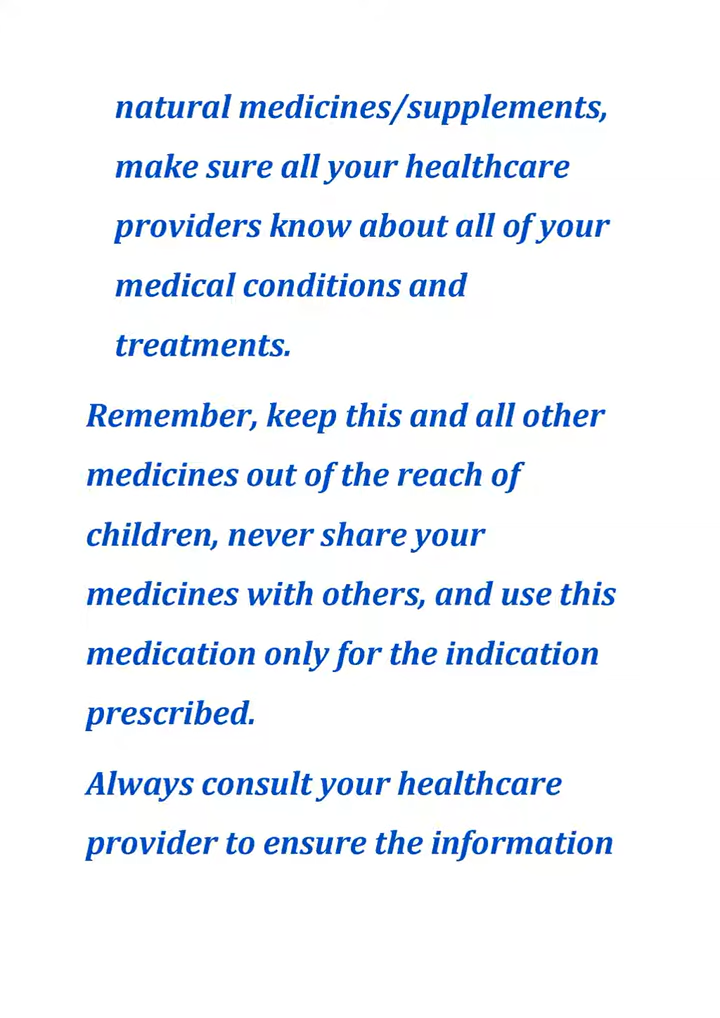 natural medicines/supplements,
make sure all your healthcare
providers know about all of your
medical conditions and
treatments.
Remember, keep this and all other
medicines out of the reach of
children, never share your
medicines with others, and use this
medication only for the indication
prescribed.
Always consult your healthcare
provider to ensure the information